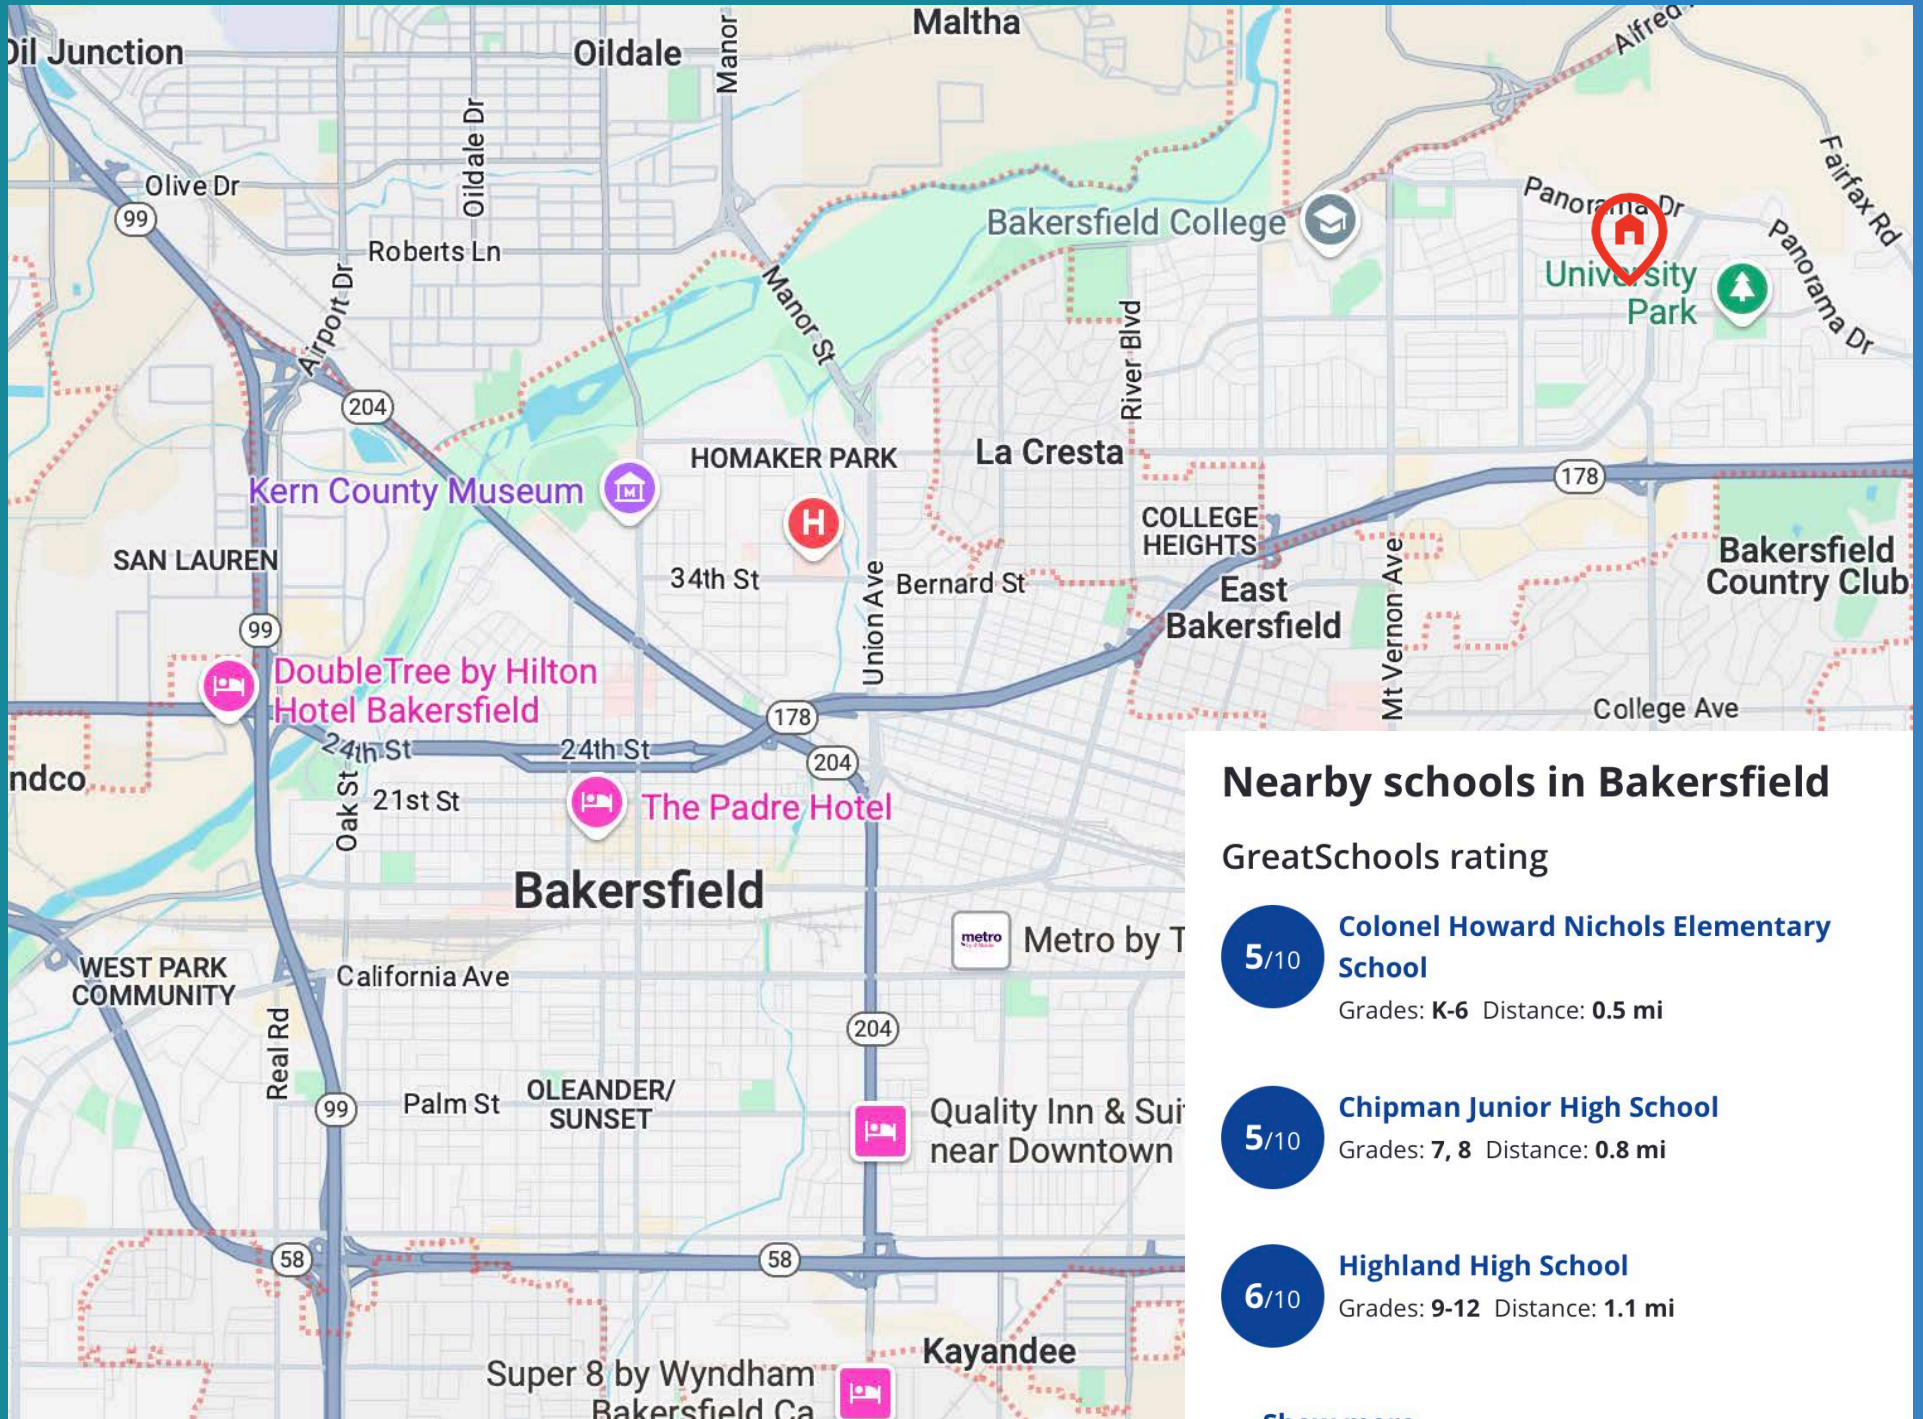 Maltha
Oil Junction
Oildale
Manor
Alfred
Oildale Dr
Olive Dr
99
Fairfax Rd
Panorama Dr
Bakersfield College
Roberts Ln
Panorama Dr
Airport Dr
Manor St
University
Park
River Blvd
204
HOMAKER PARK
La Cresta
178
Kern County Museum
H
COLLEGE
HEIGHTS
SAN LAUREN
34th St
Bernard St
East
Bakersfield
Bakersfield
Country Club
Union Ave
Mt Vernon Ave
99
DoubleTree by Hilton
Hotel Bakersfield
College Ave
178
24th St
24th St
204
ndco
Oak St
21st St
The Padre Hotel
Bakersfield
metro
Metro by T
WEST PARK
COMMUNITY
California Ave
204
Real Rd
99
Palm St
OLEANDER/
SUNSET
Quality Inn & Sui
near Downtown
58
58
Kayandee
Super 8 by Wyndham
Bakersfield Ca
Nearby schools in Bakersfield
GreatSchools rating
5/10
Colonel Howard Nichols Elementary
School
Grades: K-6 Distance: 0.5 mi
5/10
Chipman Junior High School
Grades: 7, 8 Distance: 0.8 mi
6/10
Highland High School
Grades: 9-12 Distance: 1.1 mi
Show more